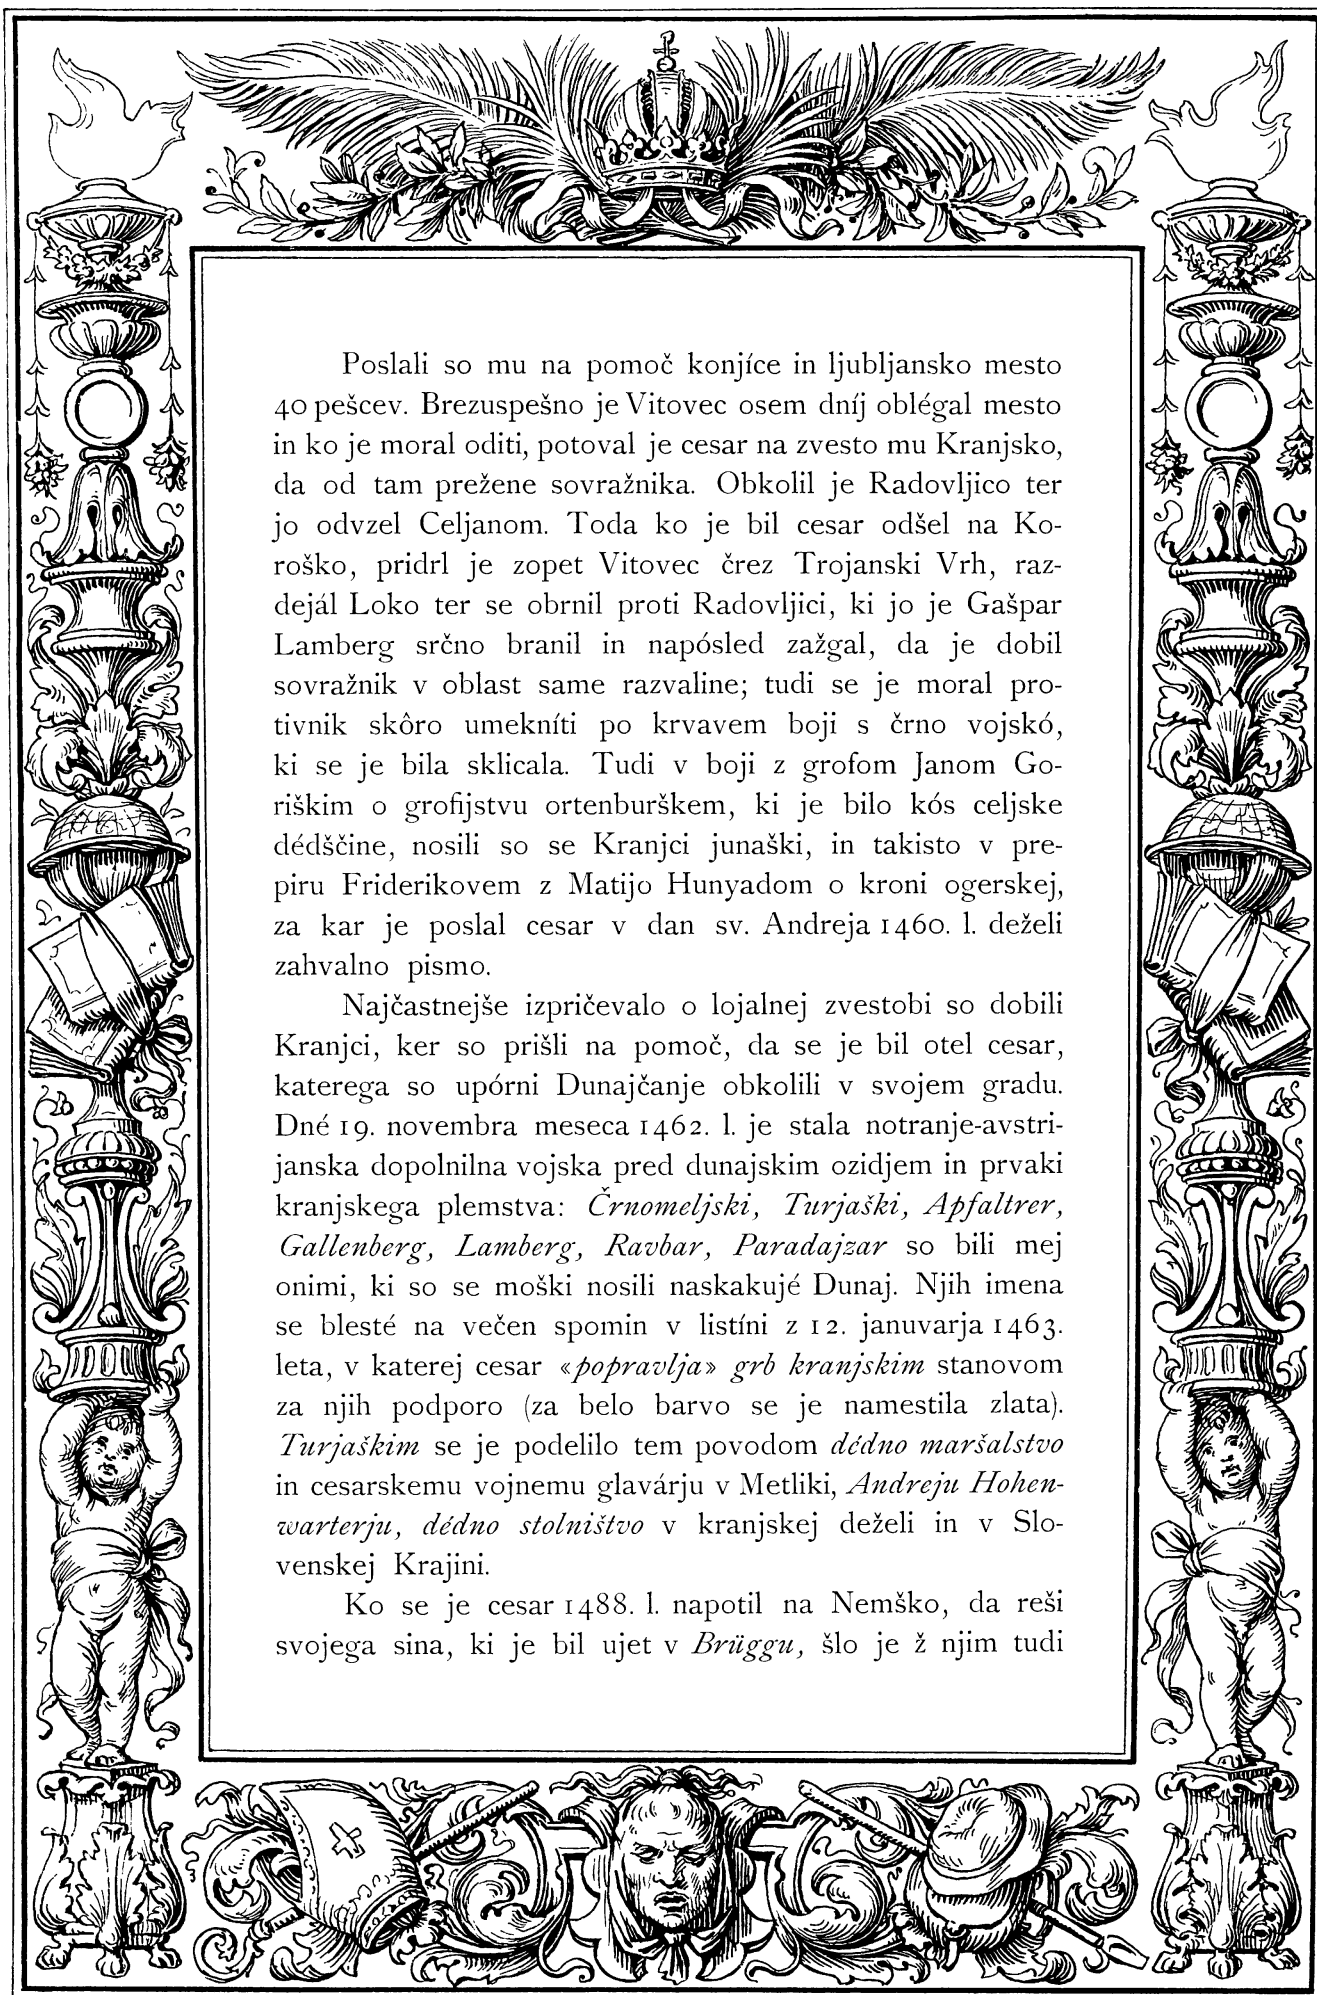 Poslali so mu na pomoč konjíce in ljubljansko mesto
40 pešcev. Brezuspešno je Vitovec osem dníj oblégal mesto
in ko je moral oditi, potoval je cesar na zvesto mu Kranjsko,
da od tam prežene sovražnika. Obkolil je Radovljico ter
jo odvzel Celjanom. Toda ko je bil cesar odšel na Ko-
roško, pridrl je zopet Vitovec črez Trojanski Vrh, raz-
dejál Loko ter se obrnil proti Radovljici, ki jo je Gašpar
Lamberg srčno branil in napósled zažgal, da je dobil
sovražnik v oblast same razvaline; tudi se je moral pro-
tivnik skôro umekníti po krvavem boji s črno vojskó,
ki se je bila sklicala. Tudi v boji z grofom Janom Go-
riškim o grofijstvu ortenburškem, ki je bilo kós celjske
dédščine, nosili so se Kranjci junaški, in takisto v pre-
piru Friderikovem z Matijo Hunyadom o kroni ogerskej,
za kar je poslal cesar v dan sv. Andreja 1460. l. deželi
zahvalno pismo.
Najčastnejše izpričevalo o lojalnej zvestobi so dobili
Kranjci, ker so prišli na pomoč, da se je bil otel cesar,
katerega so upórni Dunajčanje obkolili v svojem gradu.
Dné 19. novembra meseca 1462. l. je stala notranje-avstri-
janska dopolnilna vojska pred dunajskim ozidjem in prvaki
kranjskega plemstva: Črnomeljski, Turjaški, Apfaltrer,
Gallenberg, Lamberg, Ravbar, Paradajzar so bili mej
onimi, ki so se moški nosili naskakujé Dunaj. Njih imena
se blesté na večen spomin v listíni z 12. januvarja 1463.
leta, v katerej cesar «popravlja» grb kranjskim stanovom
za njih podporo (za belo barvo se je namestila zlata).
Turjaškim se je podelilo tem povodom dédno maršalstvo
in cesarskemu vojnemu glavárju v Metliki, Andreju Hohen-
warterju, dédno stolništvo v kranjskej deželi in v Slo-
venskej Krajini.
Ko se je cesar 1488. l. napotil na Nemško, da reši
svojega sina, ki je bil ujet v Brüggu, šlo je ž njim tudi